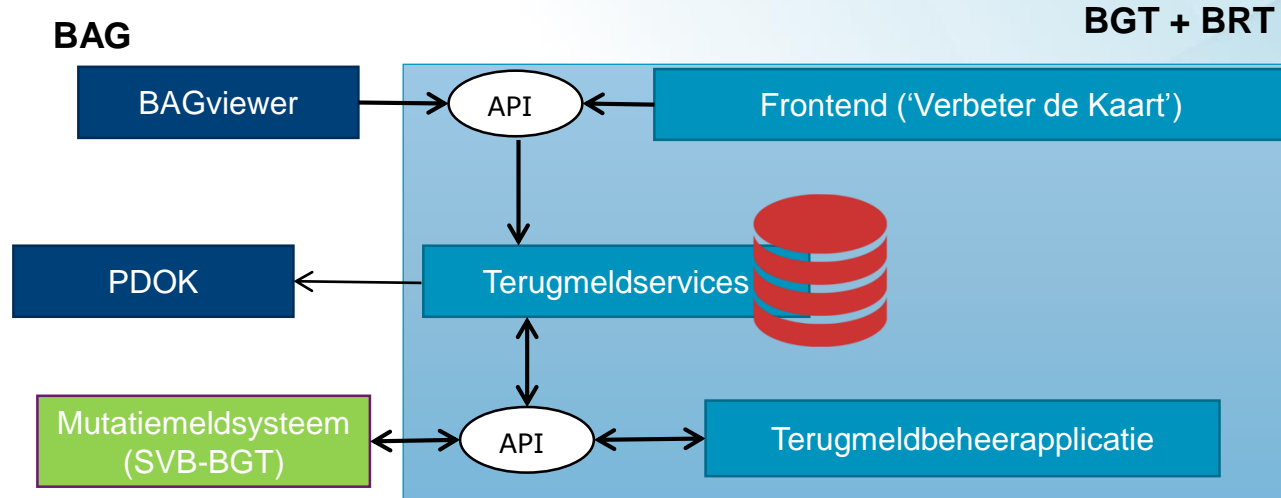 BAG
BGT + BRT
BAGviewer
API
Frontend (‘Verbeter de Kaart’)
PDOK
Terugmeldservices
Mutatiemeldsysteem
(SVB-BGT)
API
Terugmeldbeheerapplicatie